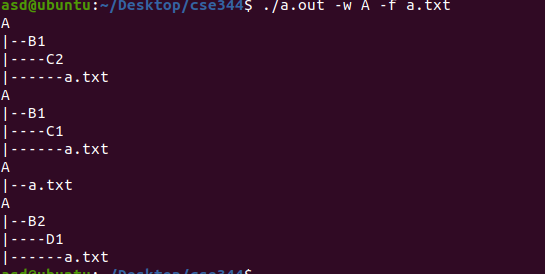 asd@ubuntu:~/Desktop/cse344$ ./a.out -w A -f a.txt
A
|--B1
|----C2
|------a.txt
A
|--B1
|----C1
|------a.txt
A
|--a.txt
A
|--B2
|----D1
|------a.txt
asd@ubuntu:~/Desktop/cse344$